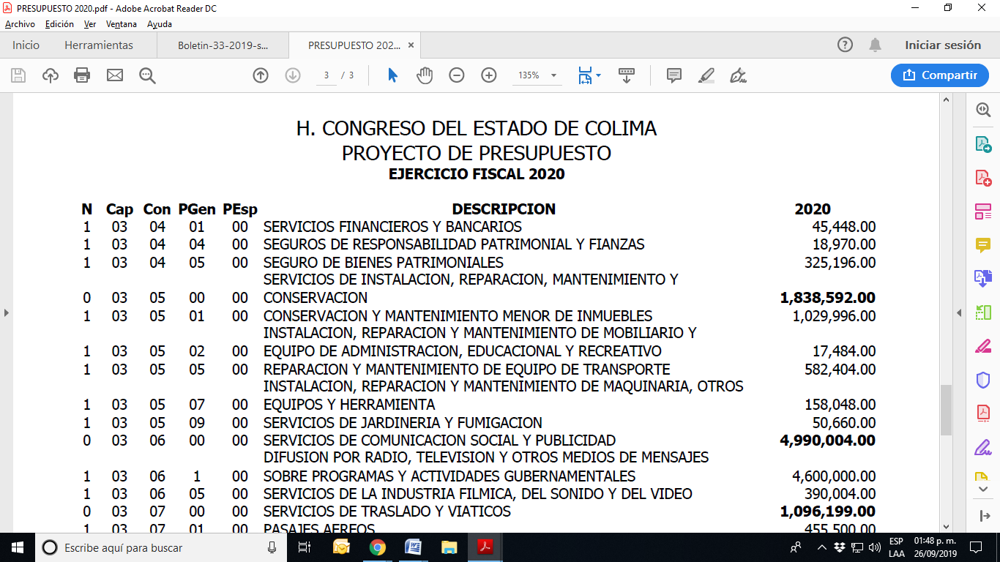 PRESUPUESTO 2020.pdf - Adobe Acrobat Reader DC
Archivo Edición Ver Ventana Ayuda
Inicio Herramientas Boletin-33-2019-s... PRESUPUESTO 202... × Iniciar sesión
3 / 3 135% Compartir
H. CONGRESO DEL ESTADO DE COLIMA
PROYECTO DE PRESUPUESTO
EJERCICIO FISCAL 2020
N Cap Con PGen PEsp DESCRIPCION 2020
1 03 04 01 00 SERVICIOS FINANCIEROS Y BANCARIOS 45,448.00
1 03 04 04 00 SEGUROS DE RESPONSABILIDAD PATRIMONIAL Y FIANZAS 18,970.00
1 03 04 05 00 SEGURO DE BIENES PATRIMONIALES 325,196.00
SERVICIOS DE INSTALACION, REPARACION, MANTENIMIENTO Y
0 03 05 00 00 CONSERVACION 1,838,592.00
1 03 05 01 00 CONSERVACION Y MANTENIMIENTO MENOR DE INMUEBLES 1,029,996.00
INSTALACION, REPARACION Y MANTENIMIENTO DE MOBILIARIO Y
1 03 05 02 00 EQUIPO DE ADMINISTRACION, EDUCACIONAL Y RECREATIVO 17,484.00
1 03 05 05 00 REPARACION Y MANTENIMIENTO DE EQUIPO DE TRANSPORTE 582,404.00
INSTALACION, REPARACION Y MANTENIMIENTO DE MAQUINARIA, OTROS
1 03 05 07 00 EQUIPOS Y HERRAMIENTA 158,048.00
1 03 05 09 00 SERVICIOS DE JARDINERIA Y FUMIGACION 50,660.00
0 03 06 00 00 SERVICIOS DE COMUNICACION SOCIAL Y PUBLICIDAD 4,990,004.00
DIFUSION POR RADIO, TELEVISION Y OTROS MEDIOS DE MENSAJES
1 03 06 1 00 SOBRE PROGRAMAS Y ACTIVIDADES GUBERNAMENTALES 4,600,000.00
1 03 06 05 00 SERVICIOS DE LA INDUSTRIA FILMICA, DEL SONIDO Y DEL VIDEO 390,004.00
0 03 07 00 00 SERVICIOS DE TRASLADO Y VIATICOS 1,096,199.00
1 03 07 01 00 PASAJES AEREOS 455,500.00
Escribe aquí para buscar ESP 01:48 p. m.
LAA 26/09/2019